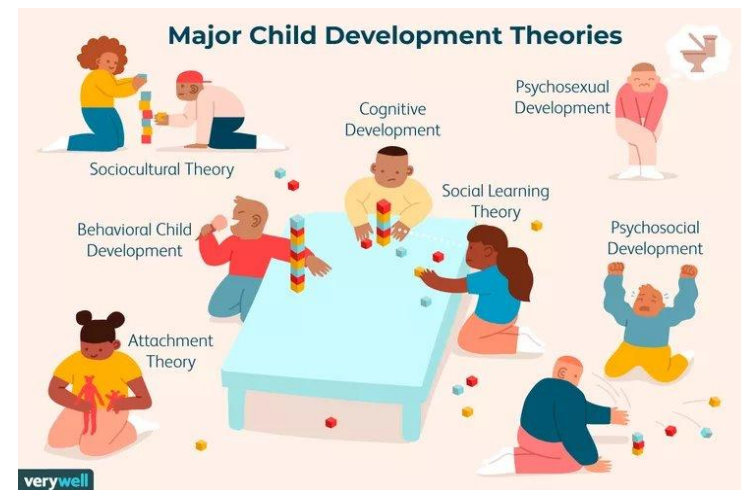 Major Child Development Theories
Psychosexual
Development
Cognitive
Development
Sociocultural Theory
Social Learning
Theory
Behavioral Child
Development
Psychosocial
Development
Attachment
Theory
verywell